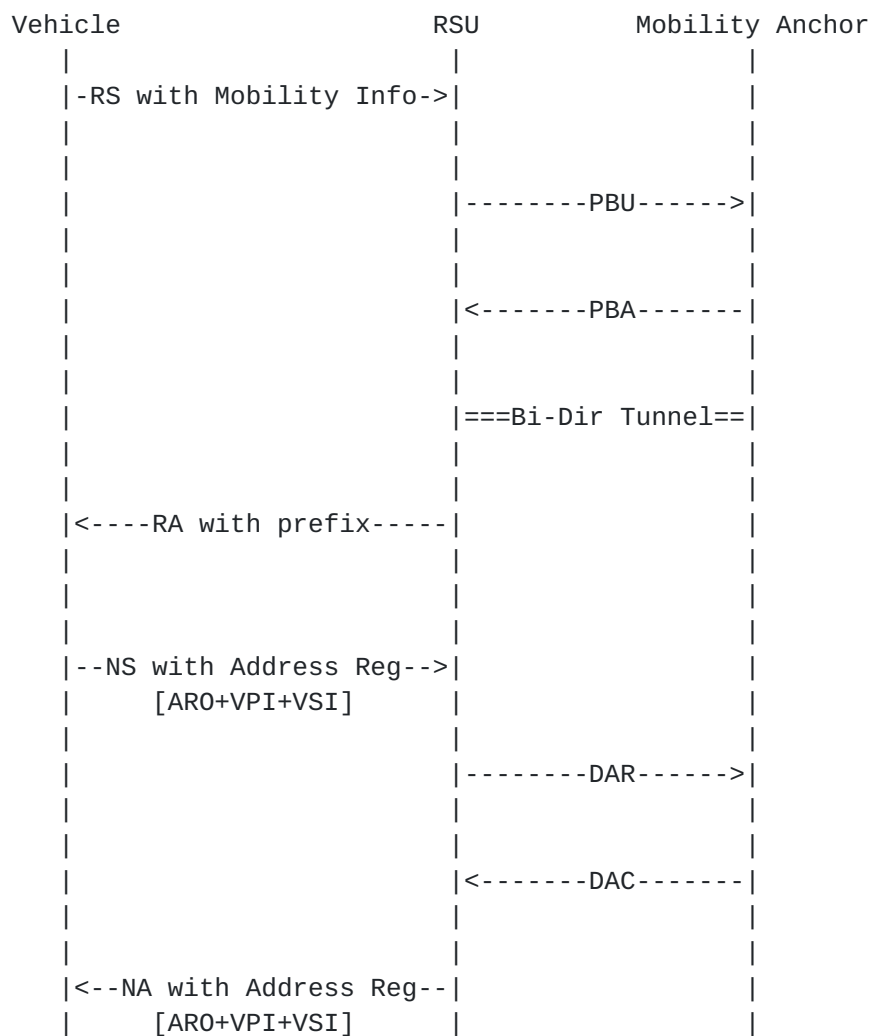 Vehicle                    RSU          Mobility Anchor
   |                         |                  |
   |-RS with Mobility Info->|                  |
   |                         |                  |
   |                         |                  |
   |                         |--------PBU------>|
   |                         |                  |
   |                         |                  |
   |                         |<-------PBA-------|
   |                         |                  |
   |                         |                  |
   |                         |===Bi-Dir Tunnel==|
   |                         |                  |
   |                         |                  |
   |<----RA with prefix-----|                  |
   |                         |                  |
   |                         |                  |
   |                         |                  |
   |--NS with Address Reg-->|                  |
   |     [ARO+VPI+VSI]       |                  |
   |                         |                  |
   |                         |--------DAR------>|
   |                         |                  |
   |                         |                  |
   |                         |<-------DAC-------|
   |                         |                  |
   |                         |                  |
   |<--NA with Address Reg--|                  |
   |     [ARO+VPI+VSI]       |                  |